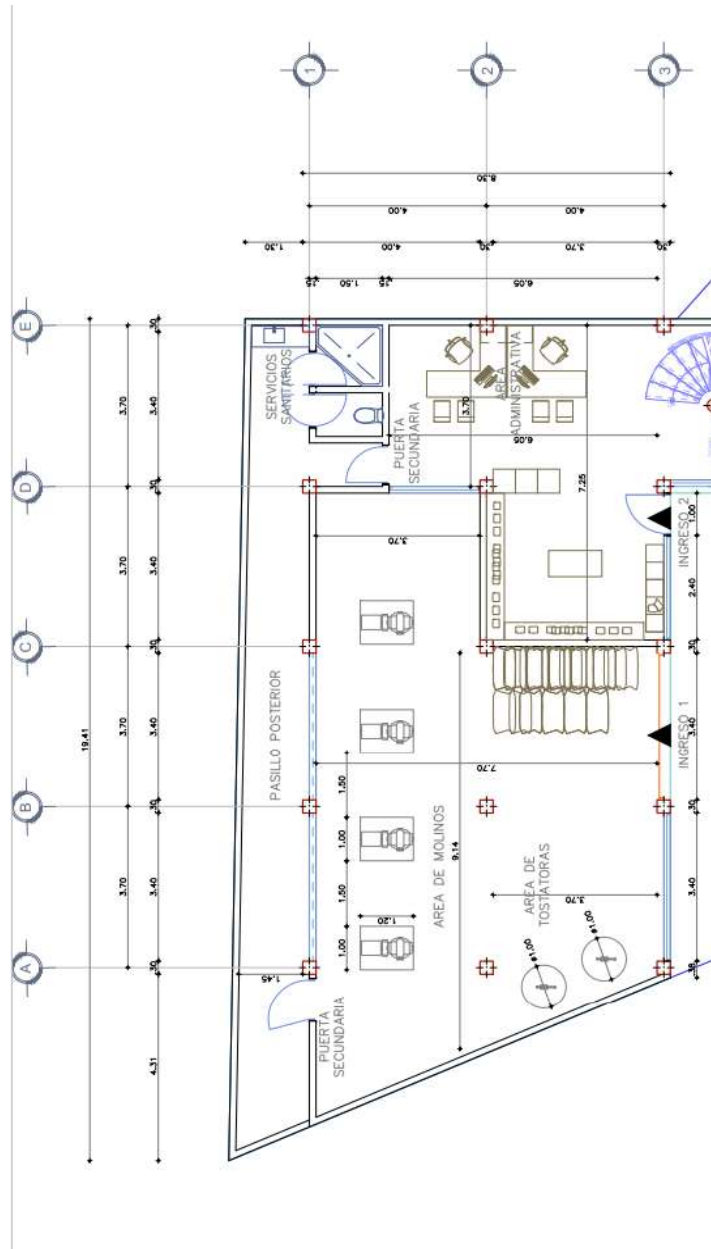 1
2
3
8.30
4.00
4.00
1.30
4.00
.30
3.70
.30
.15
1.50
.15
6.05
E
D
C
B
A
19.41
3.70
3.70
3.70
3.70
.30
3.40
.30
3.40
.30
3.40
.30
3.40
.30
4.31
SERVICIOS
SANITARIOS
PUERTA
SECUNDARIA
AREA
ADMINISTRATIVA
3.70
6.05
7.25
3.70
PASILLO POSTERIOR
7.70
1.50
1.00
1.50
1.00
1.20
AREA DE MOLINOS
9.14
AREA DE
TOSTATORAS
3.70
ø1.00
ø1.00
1.45
PUERTA
SECUNDARIA
INGRESO 2
1.00
2.40
.30
INGRESO 1
3.40
.30
3.40
.38